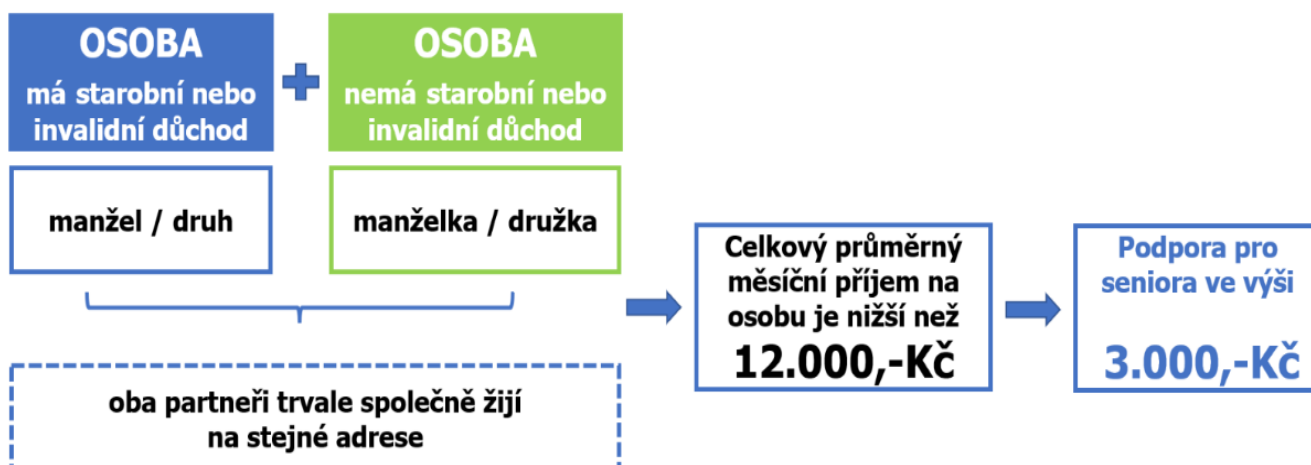 OSOBA
má starobní nebo
invalidní důchod
OSOBA
nemá starobní nebo
invalidní důchod
manžel / druh
manželka / družka
oba partneři trvale společně žijí
na stejné adrese
Celkový průměrný
měsíční příjem na
osobu je nižší než
12.000,-Kč
Podpora pro
seniora ve výši
3.000,-Kč